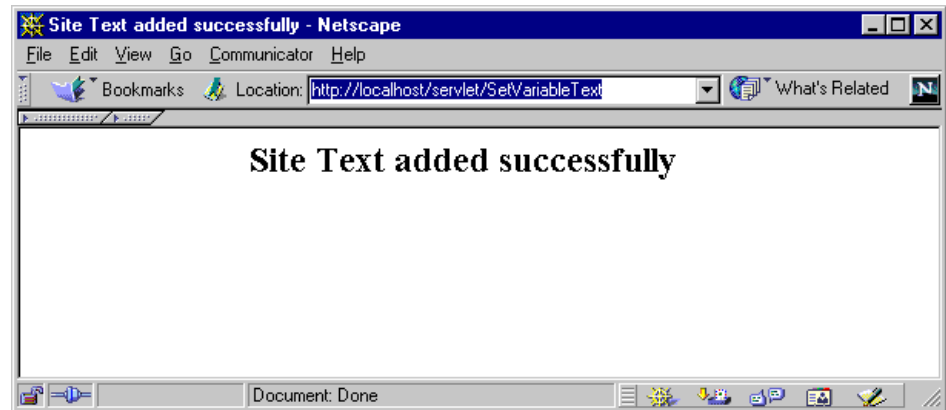 Site Text added successfully - Netscape
File Edit View Go Communicator Help
Bookmarks Location: http://localhost/servlet/SetVariableText What's Related N
Site Text added successfully
Document: Done